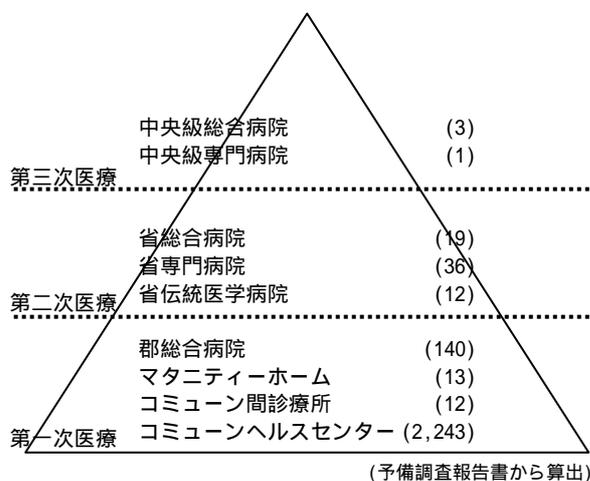 中央級総合病院 (3)
中央級専門病院 (1)
第三次医療
省総合病院 (19)
省専門病院 (36)
省伝統医学病院 (12)
第二次医療
郡総合病院 (140)
マタニティーホーム (13)
コミューン間診療所 (12)
第一次医療 コミューンヘルスセンター (2,243)
(予備調査報告書から算出)